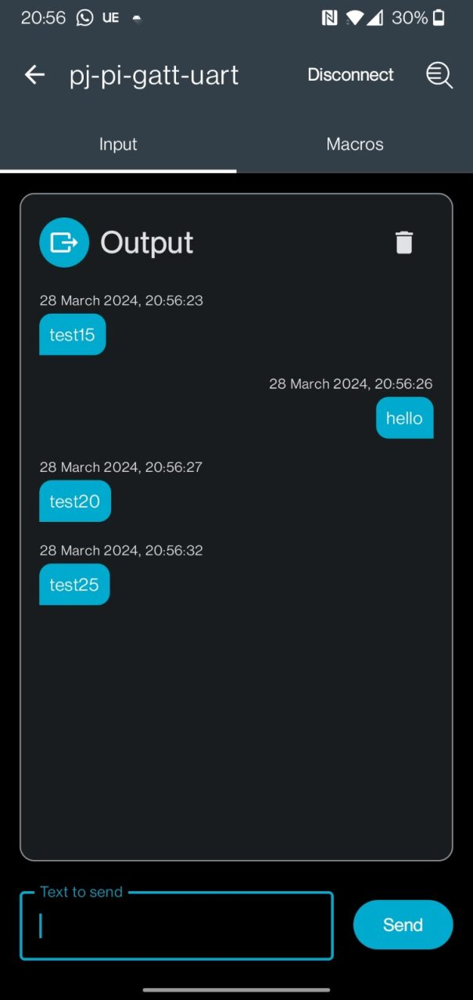 20:56 UE 30%
pj-pi-gatt-uart Disconnect
Input Macros
Output
28 March 2024, 20:56:23
test15
28 March 2024, 20:56:26
hello
28 March 2024, 20:56:27
test20
28 March 2024, 20:56:32
test25
Text to send
Send